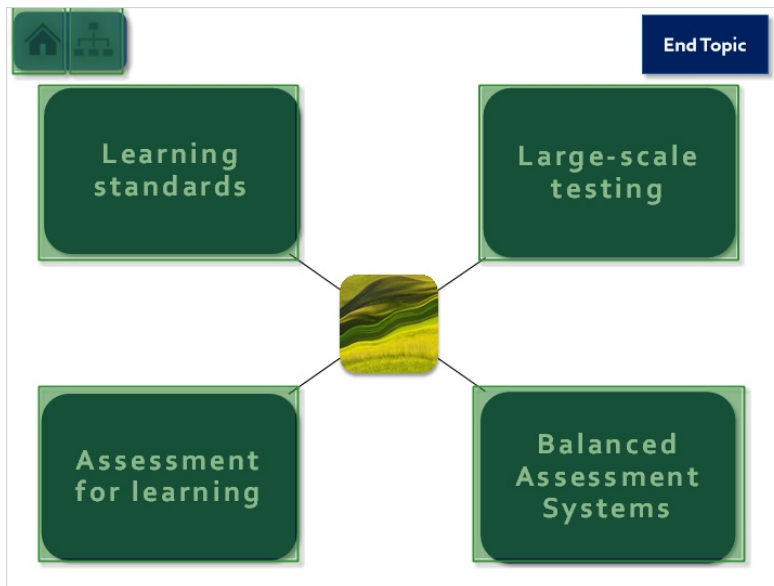 End Topic
Learning
standards
Large-scale
testing
Assessment
for learning
Balanced
Assessment
Systems